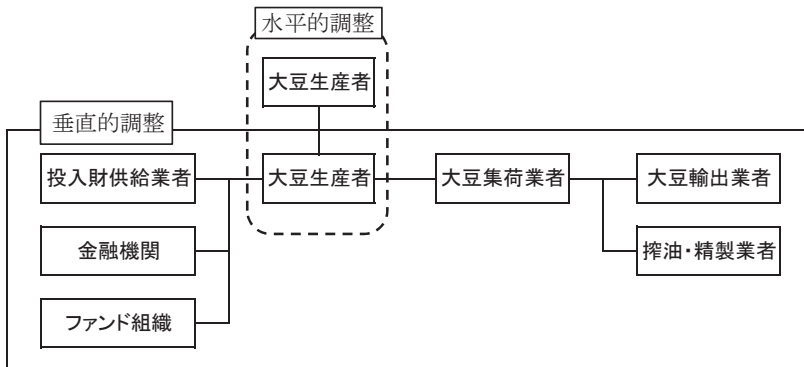 水平的調整
大豆生産者
垂直的調整
投入財供給業者
大豆生産者
大豆集荷業者
大豆輸出業者
金融機関
搾油・精製業者
ファンド組織